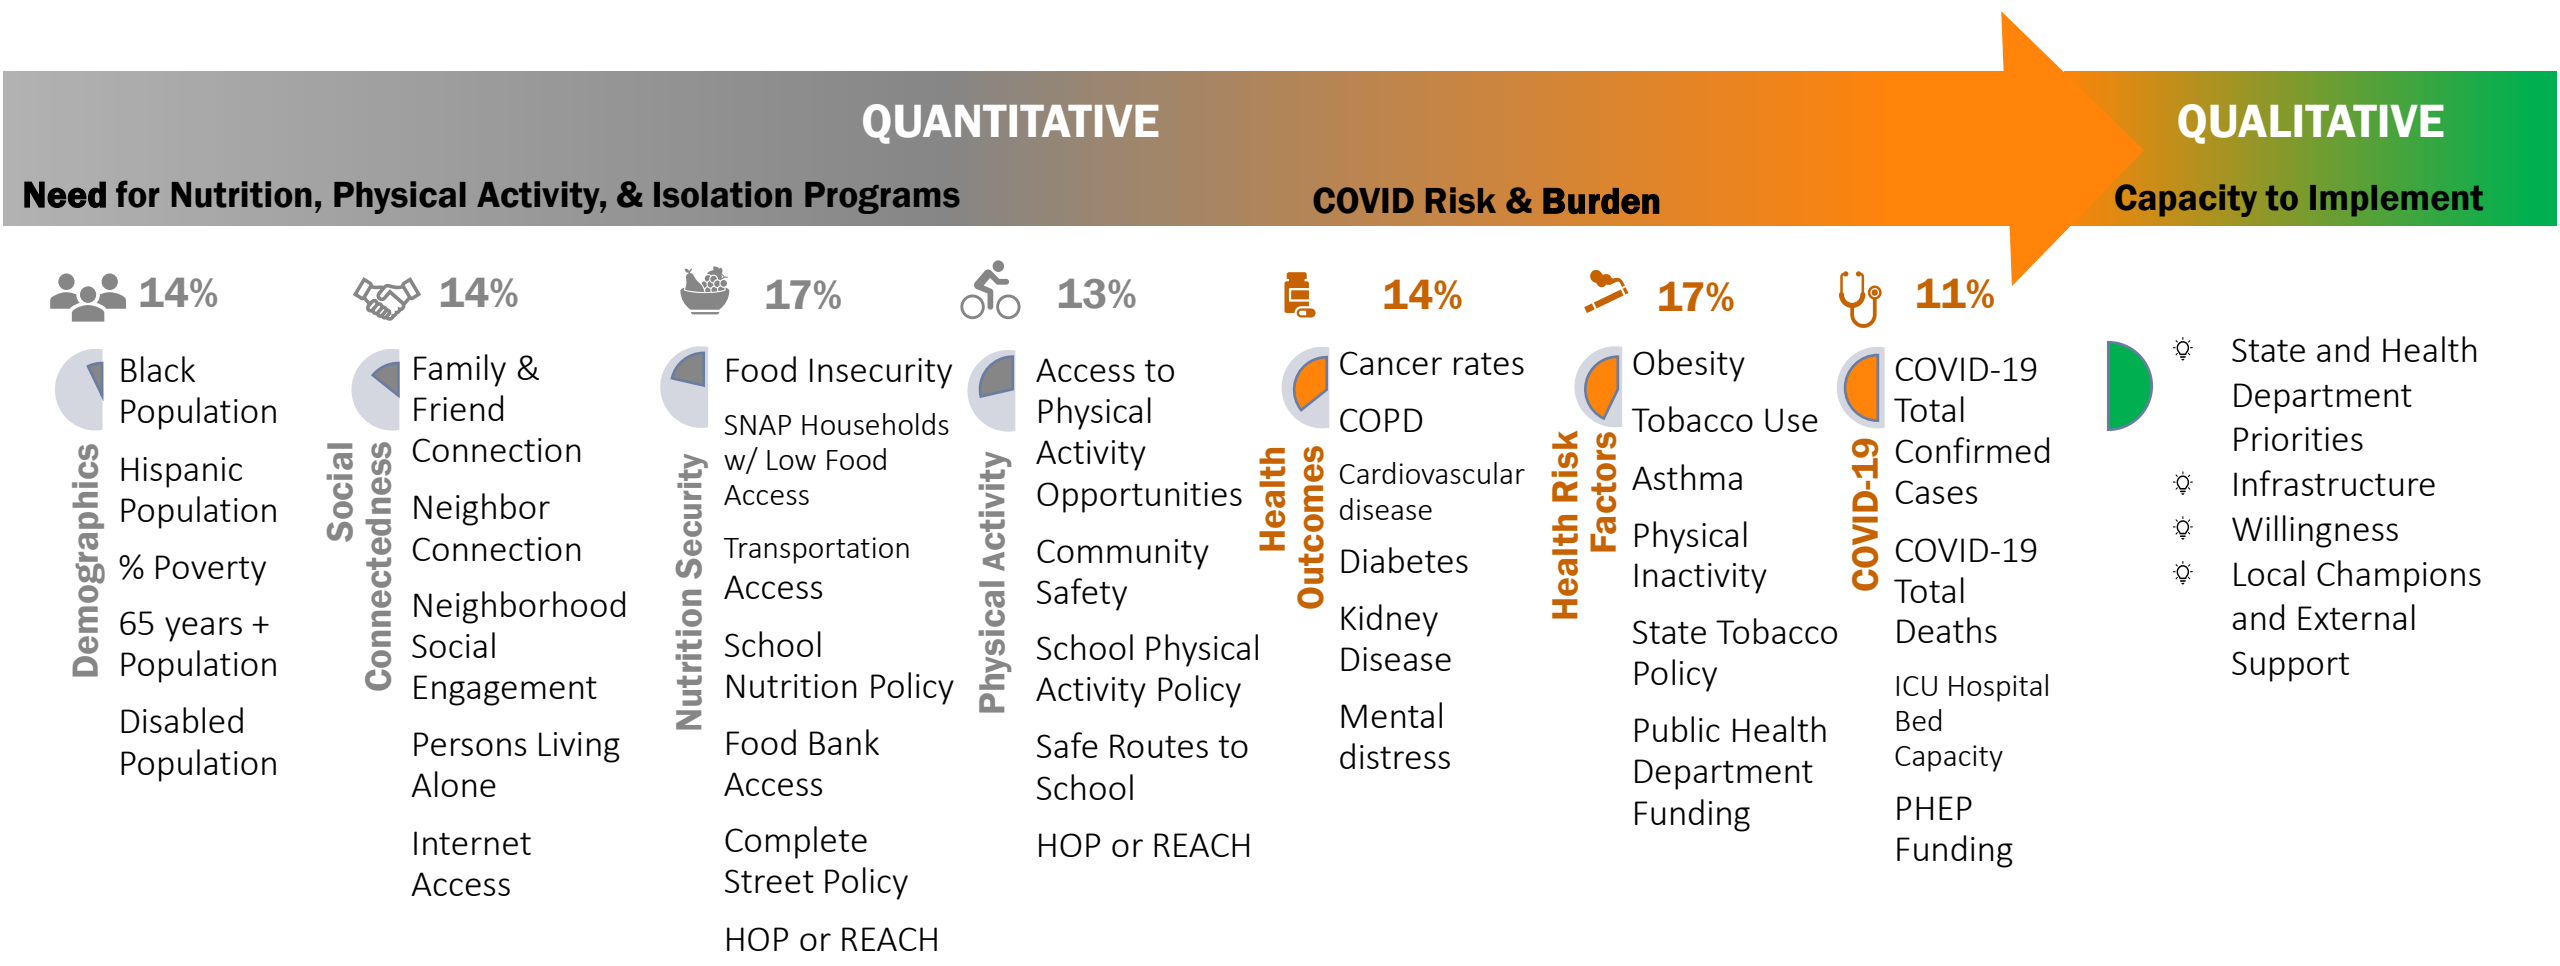 QUANTITATIVE
QUALITATIVE
Need for Nutrition, Physical Activity, & Isolation Programs
COVID Risk & Burden
Capacity to Implement
14%
Demographics
Black
Population
Hispanic
Population
% Poverty
65 years +
Population
Disabled
Population
14%
Social
Connectedness
Family &
Friend
Connection
Neighbor
Connection
Neighborhood
Social
Engagement
Persons Living
Alone
Internet
Access
17%
Nutrition Security
Food Insecurity
SNAP Households
w/ Low Food
Access
Transportation
Access
School
Nutrition Policy
Food Bank
Access
Complete
Street Policy
HOP or REACH
13%
Physical Activity
Access to
Physical
Activity
Opportunities
Community
Safety
School Physical
Activity Policy
Safe Routes to
School
HOP or REACH
14%
Health
Outcomes
Cancer rates
COPD
Cardiovascular
disease
Diabetes
Kidney
Disease
Mental
distress
17%
Health Risk
Factors
Obesity
Tobacco Use
Asthma
Physical
Inactivity
State Tobacco
Policy
Public Health
Department
Funding
11%
COVID-19
COVID-19
Total
Confirmed
Cases
COVID-19
Total
Deaths
ICU Hospital
Bed
Capacity
PHEP
Funding
State and Health
Department
Priorities
Infrastructure
Willingness
Local Champions
and External
Support